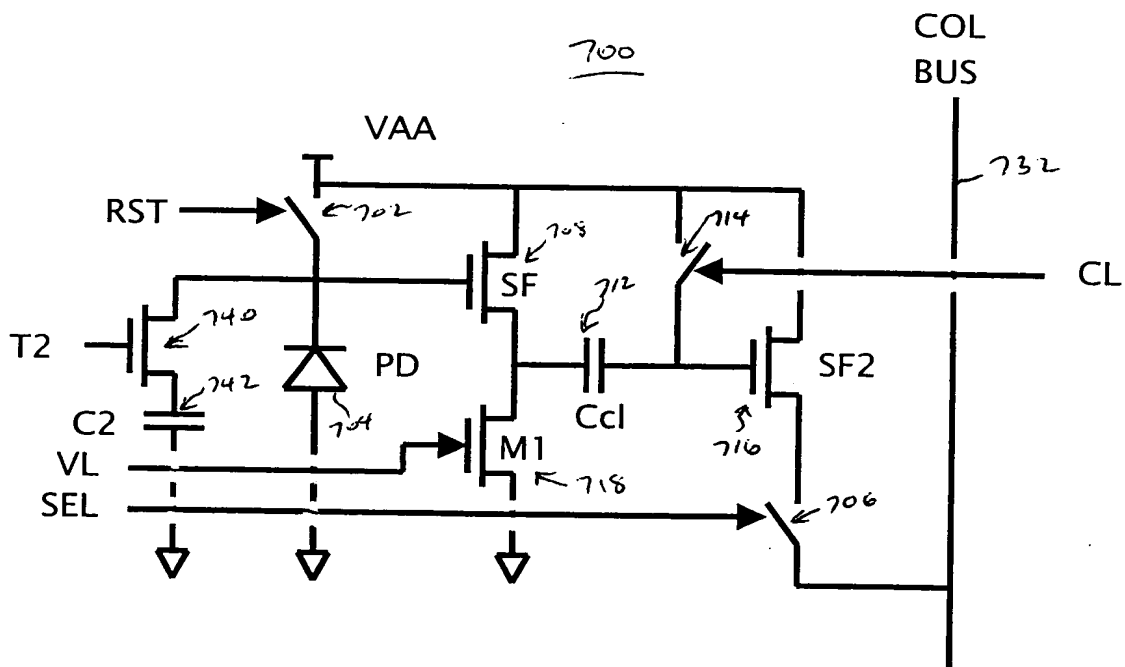 700
COL
BUS
VAA
732
RST
702
708
714
SF
712
CL
T2
740
PD
SF2
742
C2
704
Ccl
716
M1
VL
718
SEL
706